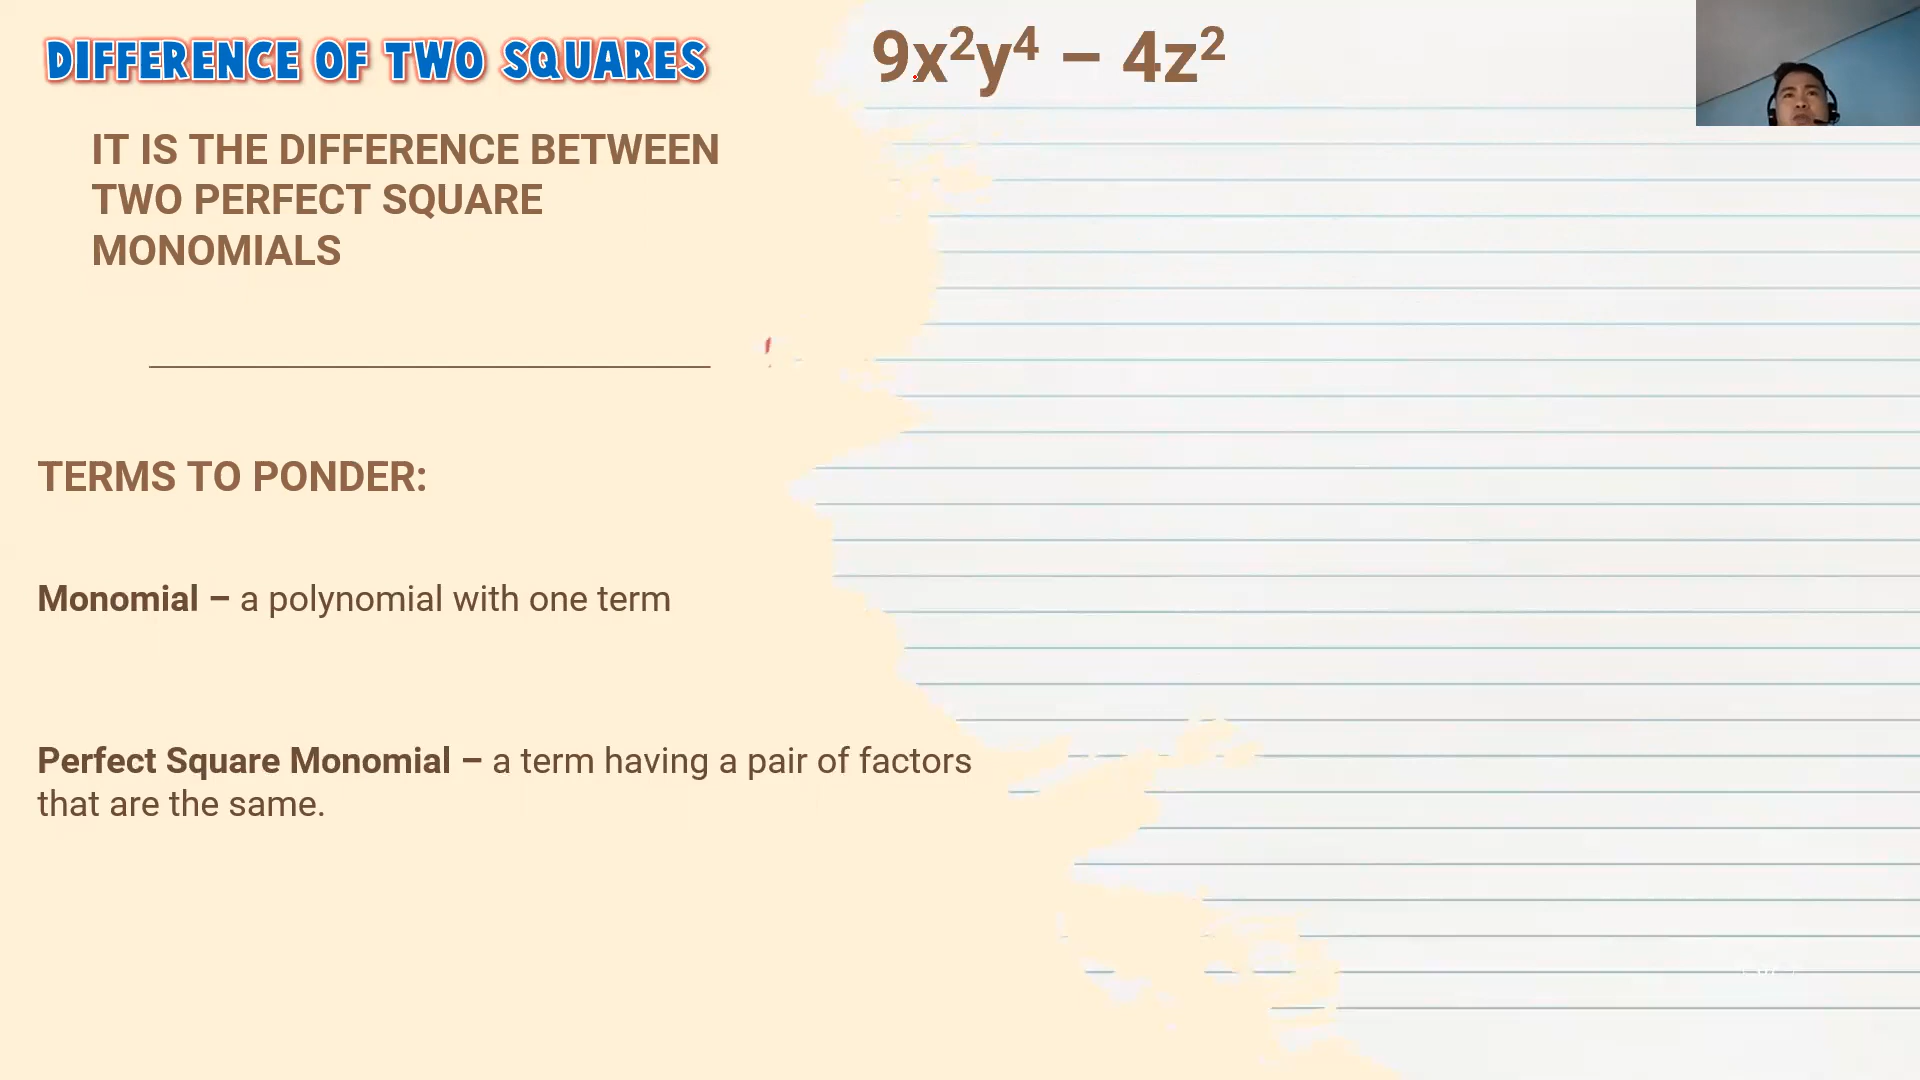 DIFFERENCE OF TWO SQUARES
9x²y⁴ – 4z²
IT IS THE DIFFERENCE BETWEEN
TWO PERFECT SQUARE
MONOMIALS
TERMS TO PONDER:
Monomial – a polynomial with one term
Perfect Square Monomial – a term having a pair of factors
that are the same.